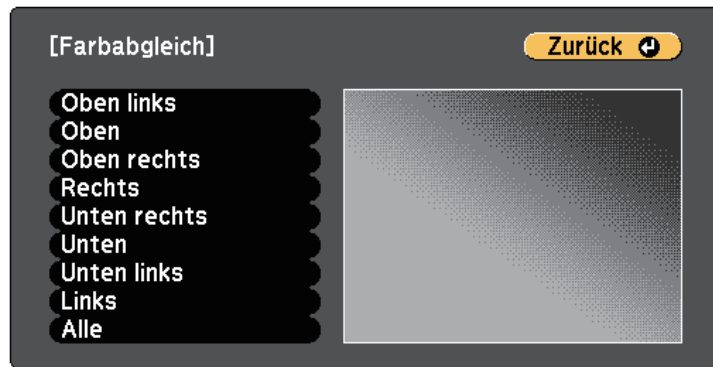 [Farbabgleich]
Zurück
Oben links
Oben
Oben rechts
Rechts
Unten rechts
Unten
Unten links
Links
Alle